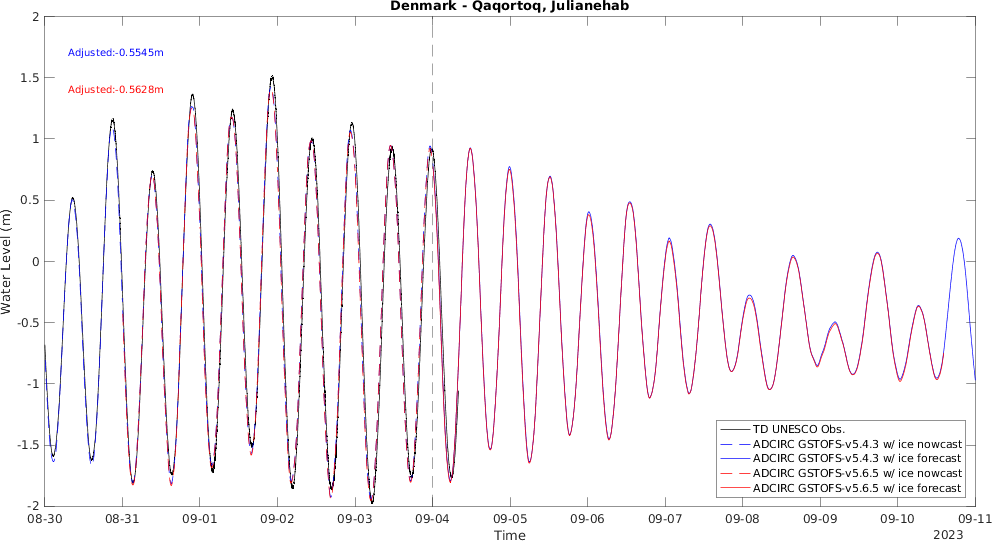 Denmark - Qaqortoq, Julianehab
Adjusted:-0.5545m
Adjusted:-0.5628m
Water Level (m)
2
1.5
1
0.5
0
-0.5
-1
-1.5
-2
TD UNESCO Obs.
ADCIRC GSTOFS-v5.4.3 w/ ice nowcast
ADCIRC GSTOFS-v5.4.3 w/ ice forecast
ADCIRC GSTOFS-v5.6.5 w/ ice nowcast
ADCIRC GSTOFS-v5.6.5 w/ ice forecast
08-30 08-31 09-01 09-02 09-03 09-04 09-05 09-06 09-07 09-08 09-09 09-10 09-11
Time
2023